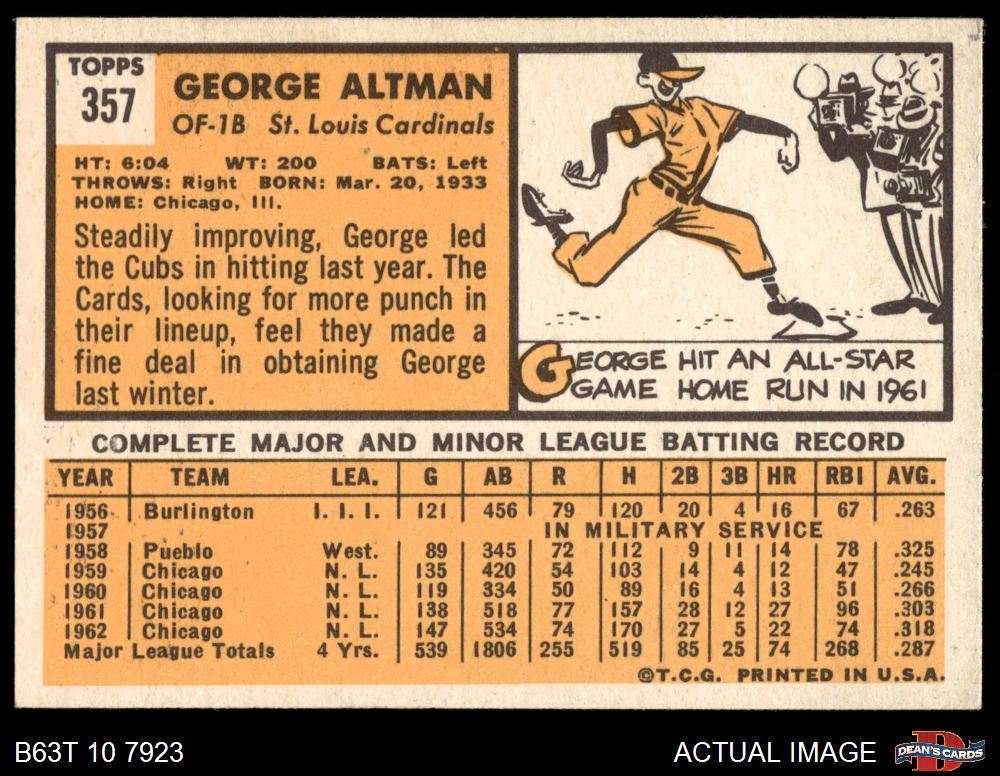 TOPPS
357
GEORGE ALTMAN
OF-1B St. Louis Cardinals
HT: 6:04 WT: 200 BATS: Left
THROWS: Right BORN: Mar. 20, 1933
HOME: Chicago, Ill.
Steadily improving, George led
the Cubs in hitting last year. The
Cards, looking for more punch in
their lineup, feel they made a
fine deal in obtaining George
last winter.
GEORGE HIT AN ALL-STAR
GAME HOME RUN IN 1961
COMPLETE MAJOR AND MINOR LEAGUE BATTING RECORD
YEAR TEAM LEA. G AB R H 2B 3B HR RBI AVG.
1956 Burlington I. I. I. 121 456 79 120 20 4 16 67 .263
1957 IN MILITARY SERVICE
1958 Pueblo West. 89 345 72 112 9 11 14 78 .325
1959 Chicago N. L. 135 420 54 103 14 4 12 47 .245
1960 Chicago N. L. 119 334 50 89 16 4 13 51 .266
1961 Chicago N. L. 138 518 77 157 28 12 27 96 .303
1962 Chicago N. L. 147 534 74 170 27 5 22 74 .318
Major League Totals 4 Yrs. 539 1806 255 519 85 25 74 268 .287
©T.C.G. PRINTED IN U.S.A.
B63T 10 7923
ACTUAL IMAGE
DEAN'S CARDS